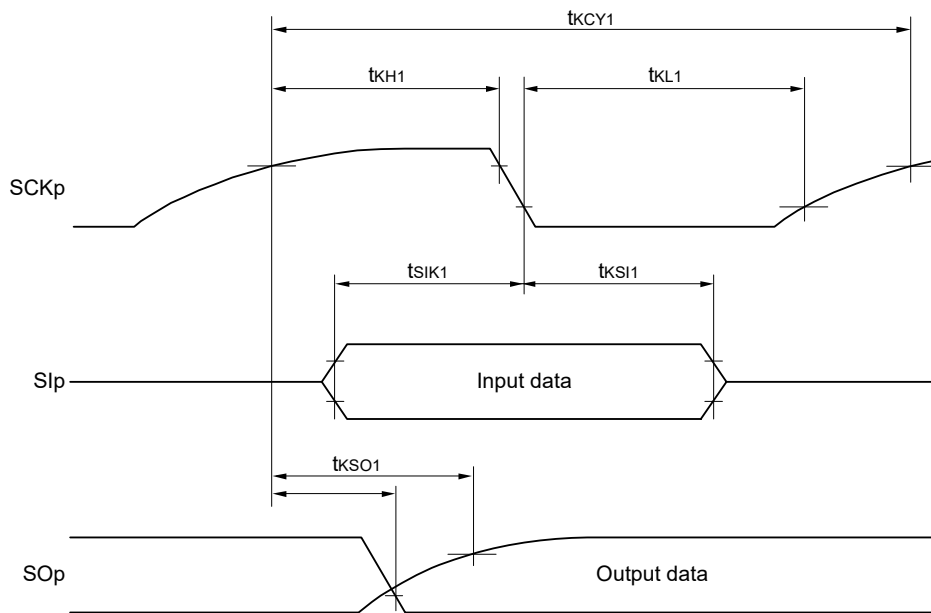 tKCY1
tKH1
tKL1
SCKp
tSIK1
tKSI1
SIp
Input data
tKSO1
SOp
Output data